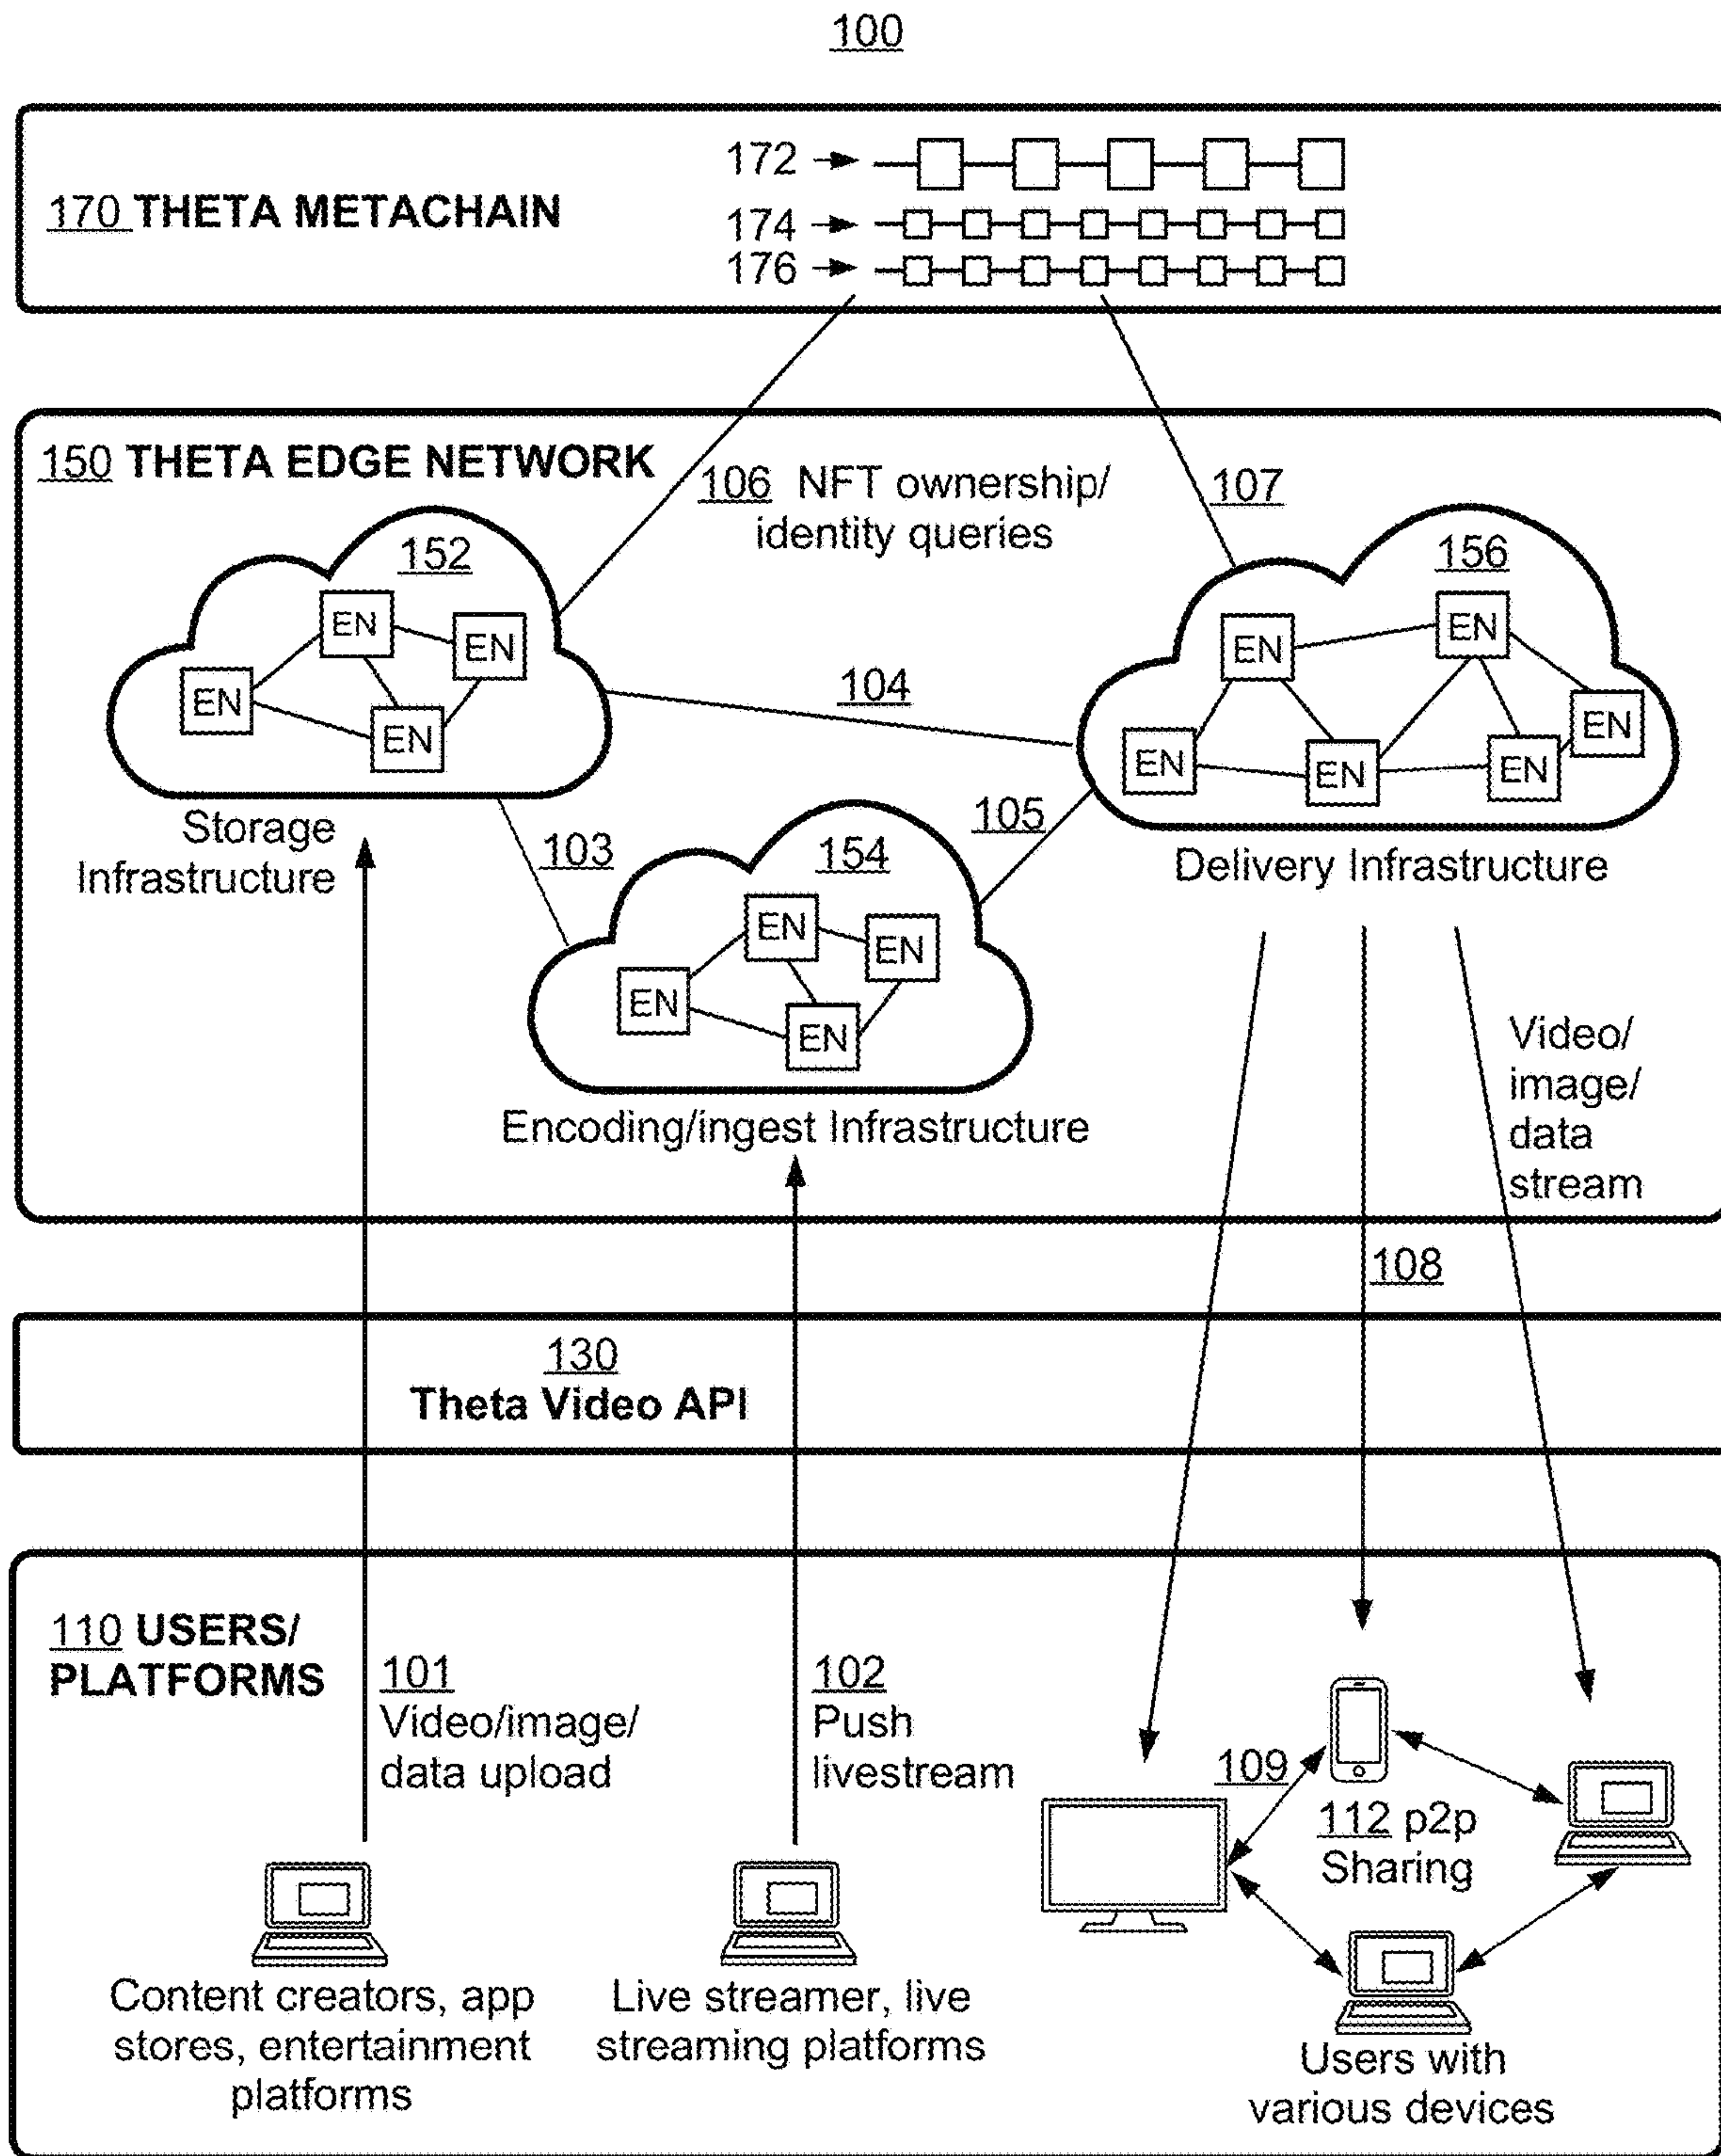 100
172
170 THETA METACHAIN
174
176
150 THETA EDGE NETWORK
106 NFT ownership/
identity queries
107
152
EN
EN
EN
EN
156
EN
EN
EN
EN
EN
EN
104
Storage
Infrastructure
103
105
154
EN
EN
EN
EN
Delivery Infrastructure
Encoding/ingest Infrastructure
Video/
image/
data
stream
108
130
Theta Video API
110 USERS/
PLATFORMS
101
Video/image/
data upload
102
Push
livestream
109
112 p2p
Sharing
Content creators, app
stores, entertainment
platforms
Live streamer, live
streaming platforms
Users with
various devices